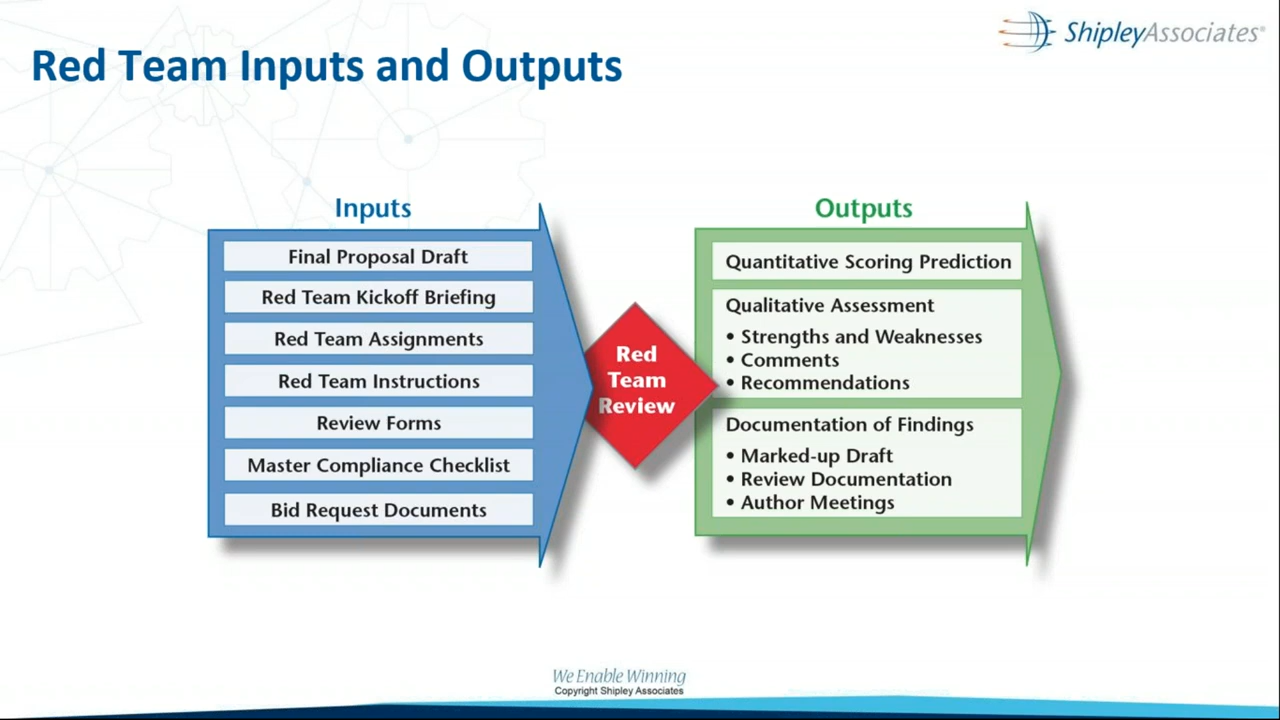 ShipleyAssociates®
Red Team Inputs and Outputs
Inputs
Final Proposal Draft
Red Team Kickoff Briefing
Red Team Assignments
Red Team Instructions
Review Forms
Master Compliance Checklist
Bid Request Documents
Red
Team
Review
Outputs
Quantitative Scoring Prediction
Qualitative Assessment
• Strengths and Weaknesses
• Comments
• Recommendations
Documentation of Findings
• Marked-up Draft
• Review Documentation
• Author Meetings
We Enable Winning
Copyright Shipley Associates